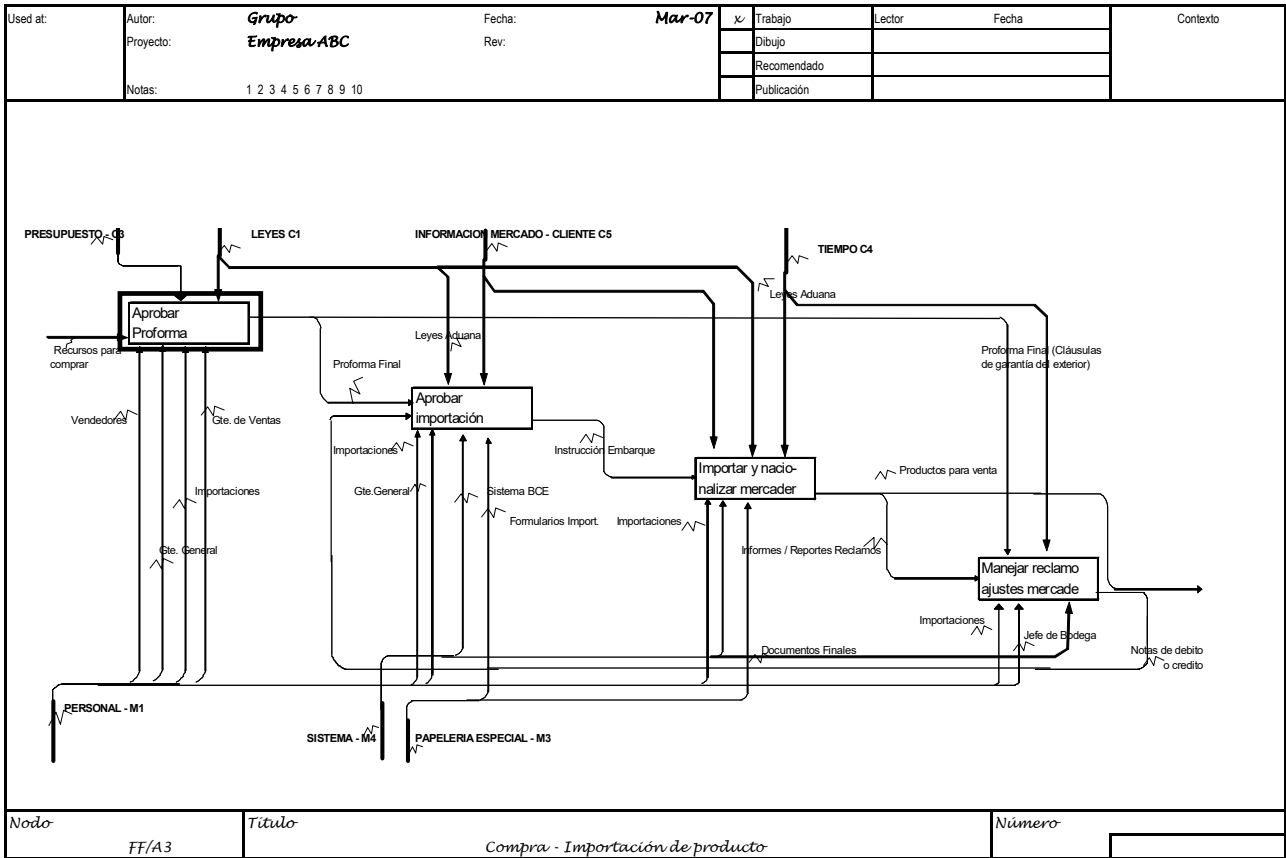 Used at:
Autor: Grupo Fecha: Mar-07 x Trabajo Lector Fecha Contexto
Proyecto: Empresa ABC Rev: Dibujo
Recomendado
Notas: 1 2 3 4 5 6 7 8 9 10 Publicación
PRESUPUESTO - C3
LEYES C1
INFORMACION MERCADO - CLIENTE C5
TIEMPO C4
Leyes Aduana
Aprobar
Proforma
Recursos para
comprar
Leyes Aduana
Proforma Final
Proforma Final (Cláusulas
de garantía del exterior)
Aprobar
importación
Vendedores
Gte. de Ventas
Importaciones
Instrucción Embarque
Importar y nacio-
nalizar mercader
Productos para venta
Importaciones
Gte.General
Sistema BCE
Formularios Import.
Importaciones
Gte. General
Informes / Reportes Reclamos
Manejar reclamo
ajustes mercade
Importaciones
Jefe de Bodega
Documentos Finales
Notas de debito
o credito
PERSONAL - M1
SISTEMA - M4
PAPELERIA ESPECIAL - M3
Nodo Título Número
FF/A3 Compra - Importación de producto